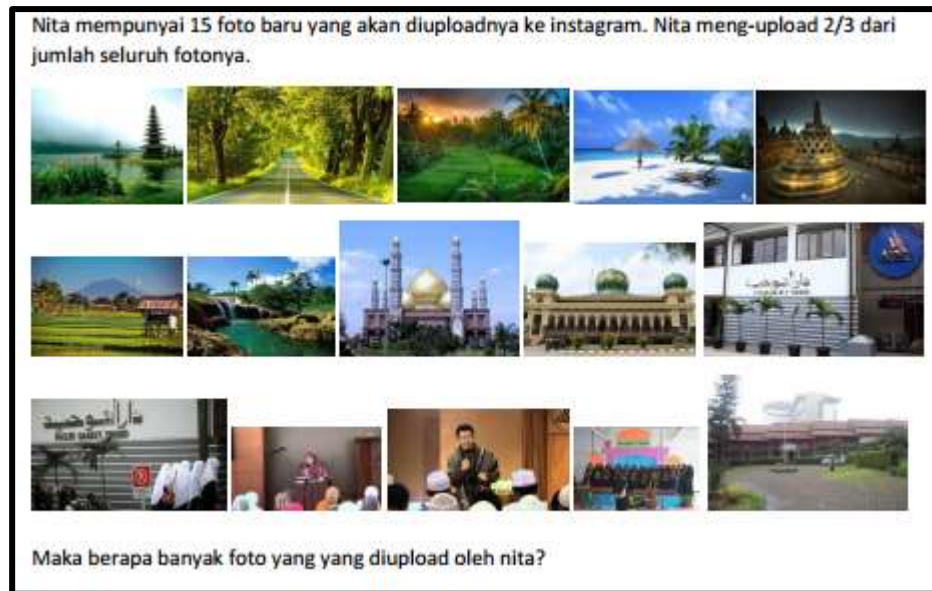 Nita mempunyai 15 foto baru yang akan diuploadnya ke instagram. Nita meng-upload 2/3 dari
jumlah seluruh fotonya.
Maka berapa banyak foto yang yang diupload oleh nita?